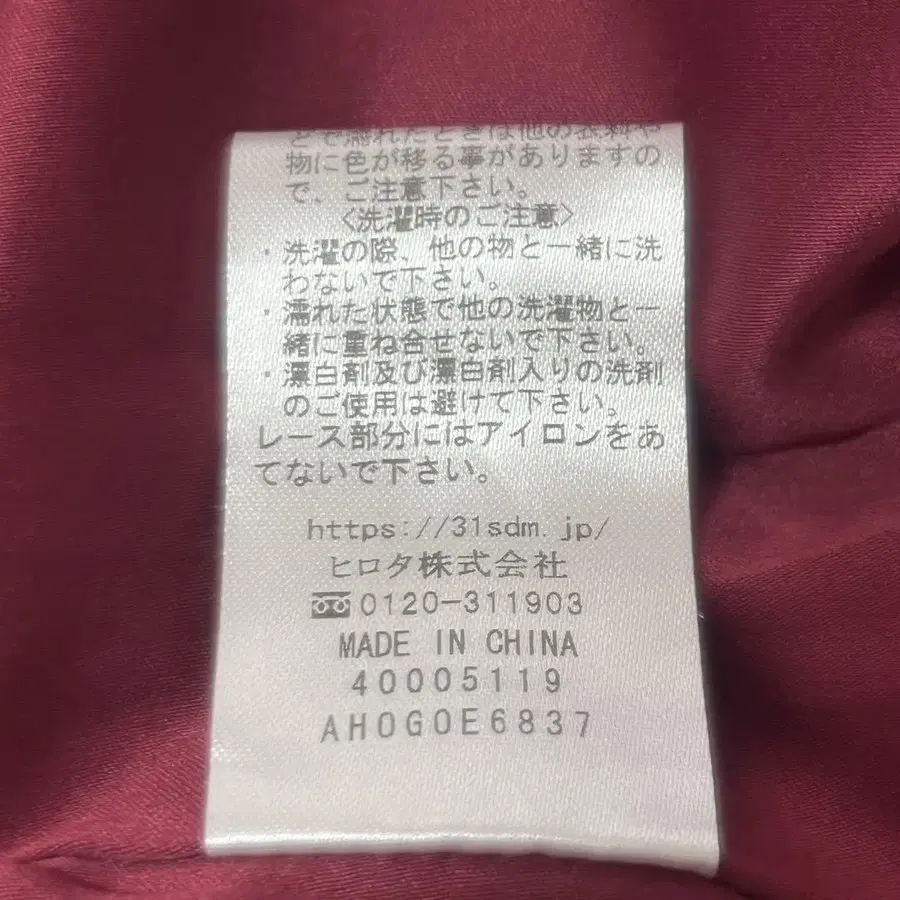 どで濡れたときは他の衣料や
物に色が移る事がありますの
で、ご注意下さい。
〈洗濯時のご注意〉
・洗濯の際、他の物と一緒に洗
わないで下さい。
・濡れた状態で他の洗濯物と一
緒に重ね合せないで下さい。
・漂白剤及び漂白剤入りの洗剤
のご使用は避けて下さい。
レース部分にはアイロンをあ
てないで下さい。
https://31sdm.jp/
ヒロタ株式会社
0120-311903
MADE IN CHINA
40005119
AHOGOE6837